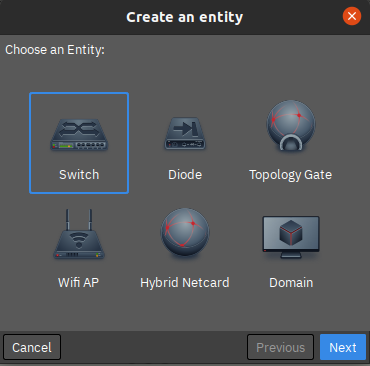 Create an entity
Choose an Entity:
Switch
Diode
Topology Gate
Wifi AP
Hybrid Netcard
Domain
Cancel
Previous
Next